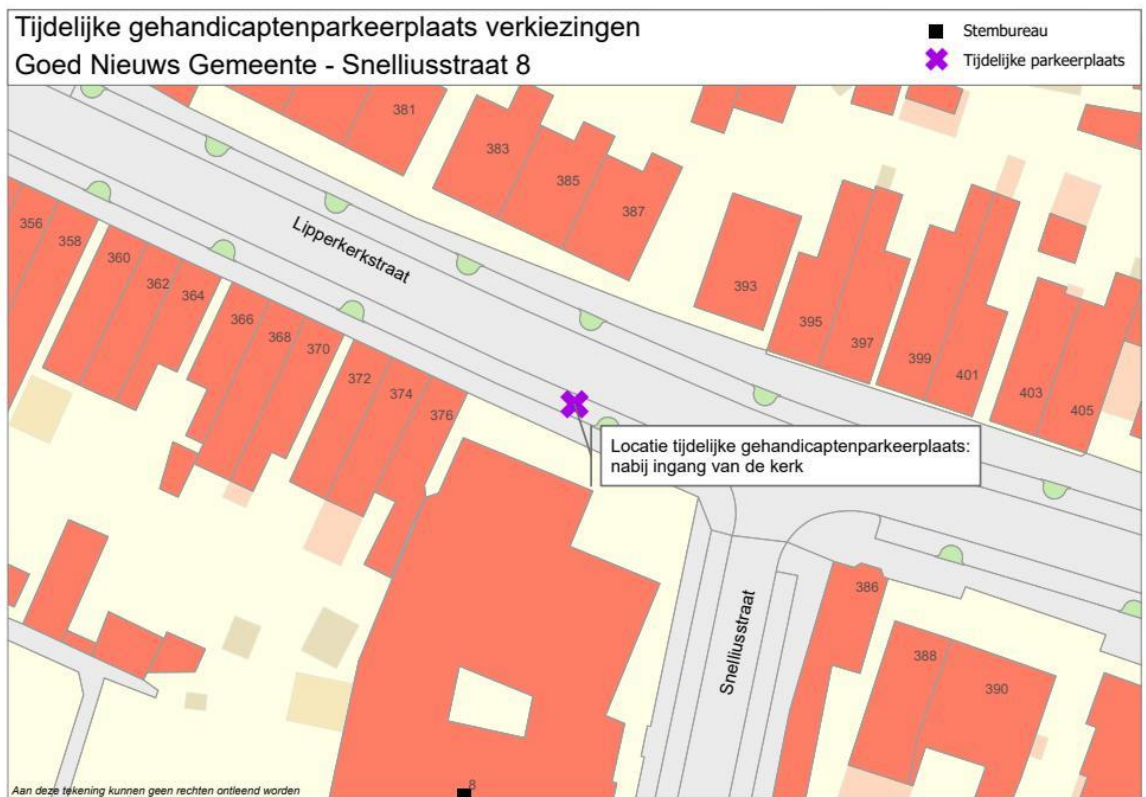 Tijdelijke gehandicaptenparkeerplaats verkiezingen
Goed Nieuws Gemeente - Snelliusstraat 8
Stembureau
Tijdelijke parkeerplaats
381
383
385
387
393
395
397
399
401
403
405
Lipperkerkstraat
356
358
360
362
364
366
368
370
372
374
376
Locatie tijdelijke gehandicaptenparkeerplaats:
nabij ingang van de kerk
Snelliusstraat
386
388
390
8
Aan deze tekening kunnen geen rechten ontleend worden